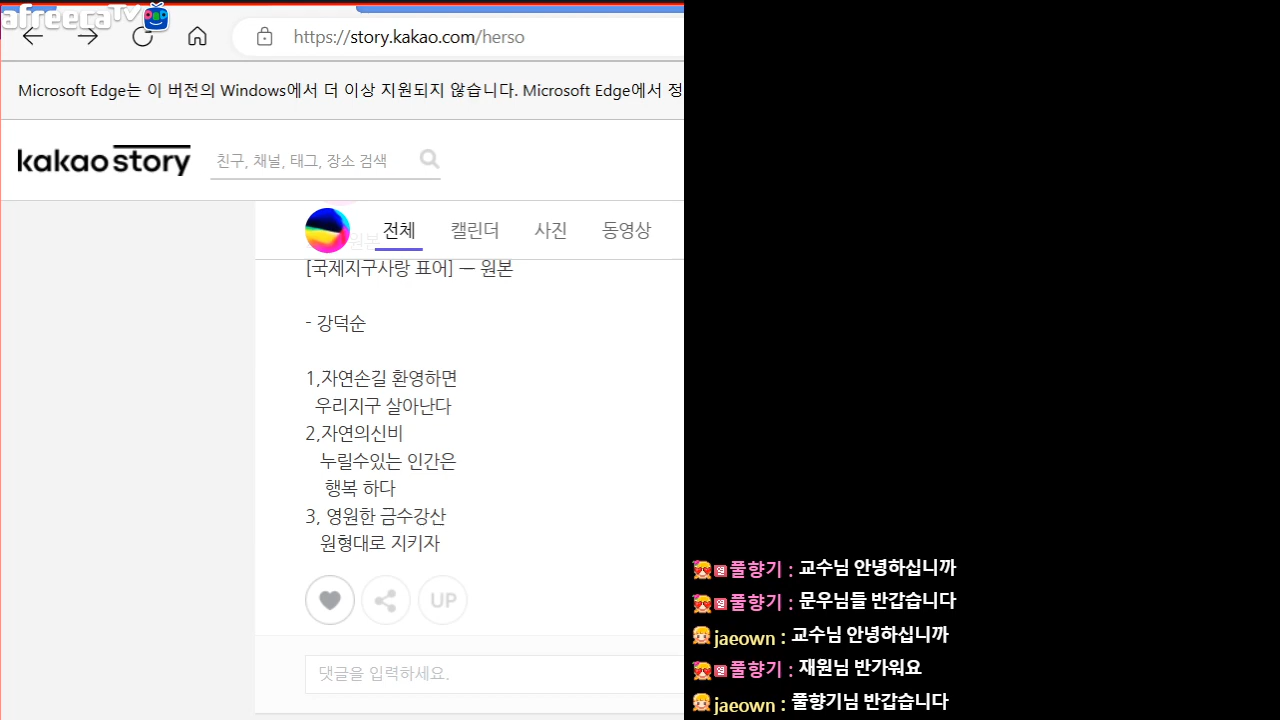 afreecaTV
https://story.kakao.com/herso
Microsoft Edge는 이 버전의 Windows에서 더 이상 지원되지 않습니다. Microsoft Edge에서 정
kakaostory
친구, 채널, 태그, 장소 검색
전체 캘린더 사진 동영상
원본
[국제지구사랑 표어] ㅡ 원본
- 강덕순
1,자연손길 환영하면
우리지구 살아난다
2,자연의신비
누릴수있는 인간은
행복 하다
3, 영원한 금수강산
원형대로 지키자
UP
댓글을 입력하세요.
열 풀향기 : 교수님 안녕하십니까
열 풀향기 : 문우님들 반갑습니다
jaeown : 교수님 안녕하십니까
열 풀향기 : 재원님 반가워요
jaeown : 풀향기님 반갑습니다